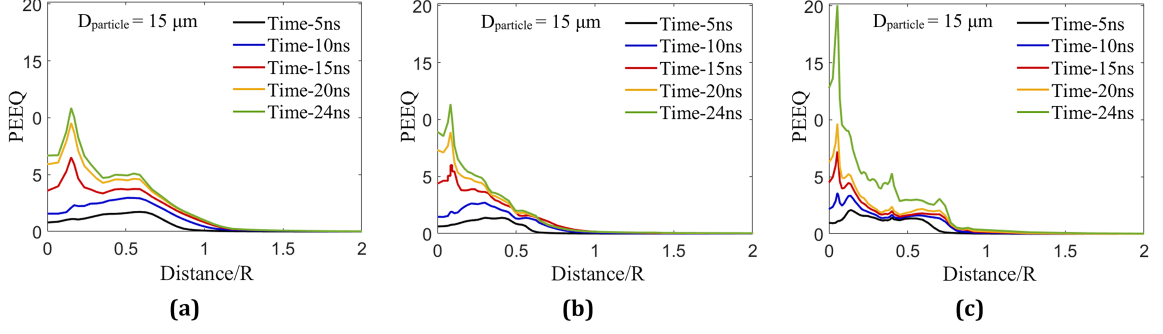 20
15
0
5
0
PEEQ
D particle = 15 μm
Time-5ns
Time-10ns
Time-15ns
Time-20ns
Time-24ns
0 0.5 1 1.5 2
Distance/R
(a)
20
15
0
5
0
PEEQ
D particle = 15 μm
Time-5ns
Time-10ns
Time-15ns
Time-20ns
Time-24ns
0 0.5 1 1.5 2
Distance/R
(b)
20
15
0
5
0
PEEQ
D particle = 15 μm
Time-5ns
Time-10ns
Time-15ns
Time-20ns
Time-24ns
0 0.5 1 1.5 2
Distance/R
(c)